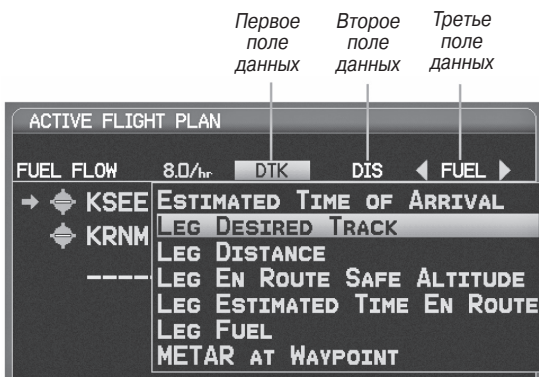 Первое поле данных
Второе поле данных
Третье поле данных
ACTIVE FLIGHT PLAN
FUEL FLOW 8.0/hr DTK DIS FUEL
KSEE
KRNM
ESTIMATED TIME OF ARRIVAL
LEG DESIRED TRACK
LEG DISTANCE
LEG EN ROUTE SAFE ALTITUDE
LEG ESTIMATED TIME EN ROUTE
LEG FUEL
METAR AT WAYPOINT